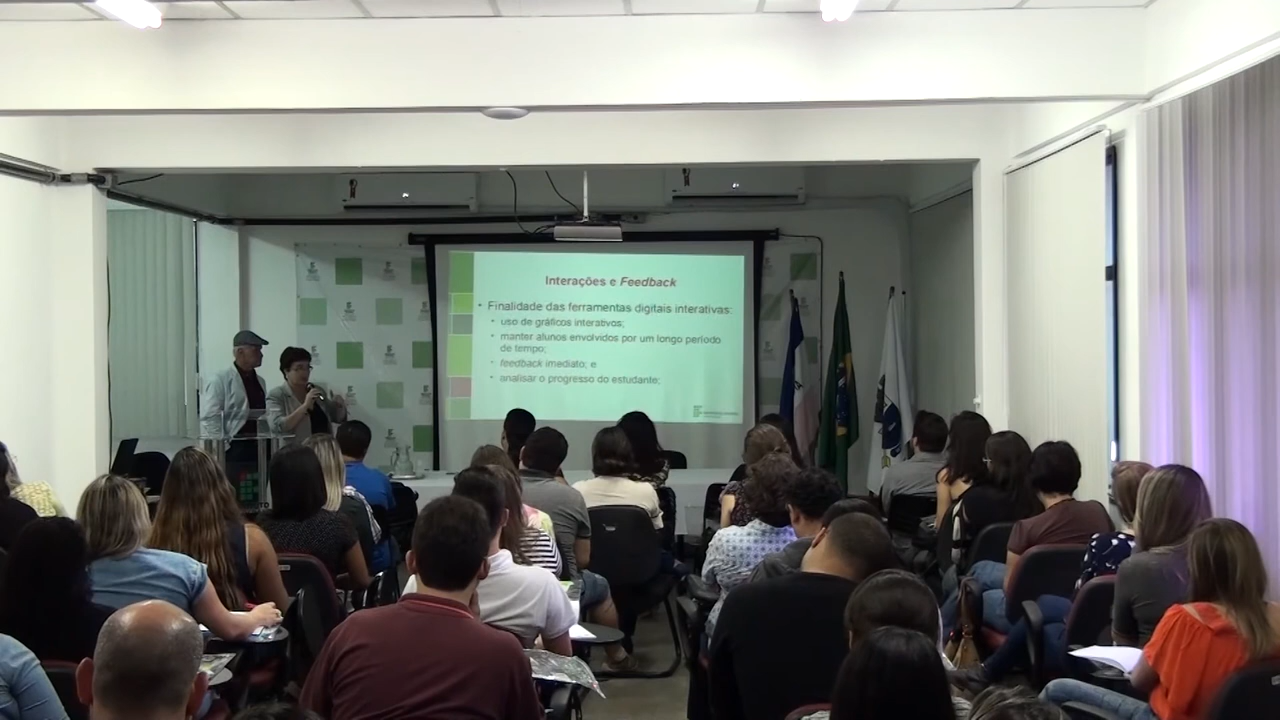 Interações e Feedback
• Finalidade das ferramentas digitais interativas:
• uso de gráficos interativos;
• manter alunos envolvidos por um longo período
de tempo;
• feedback imediato; e
• analisar o progresso do estudante;